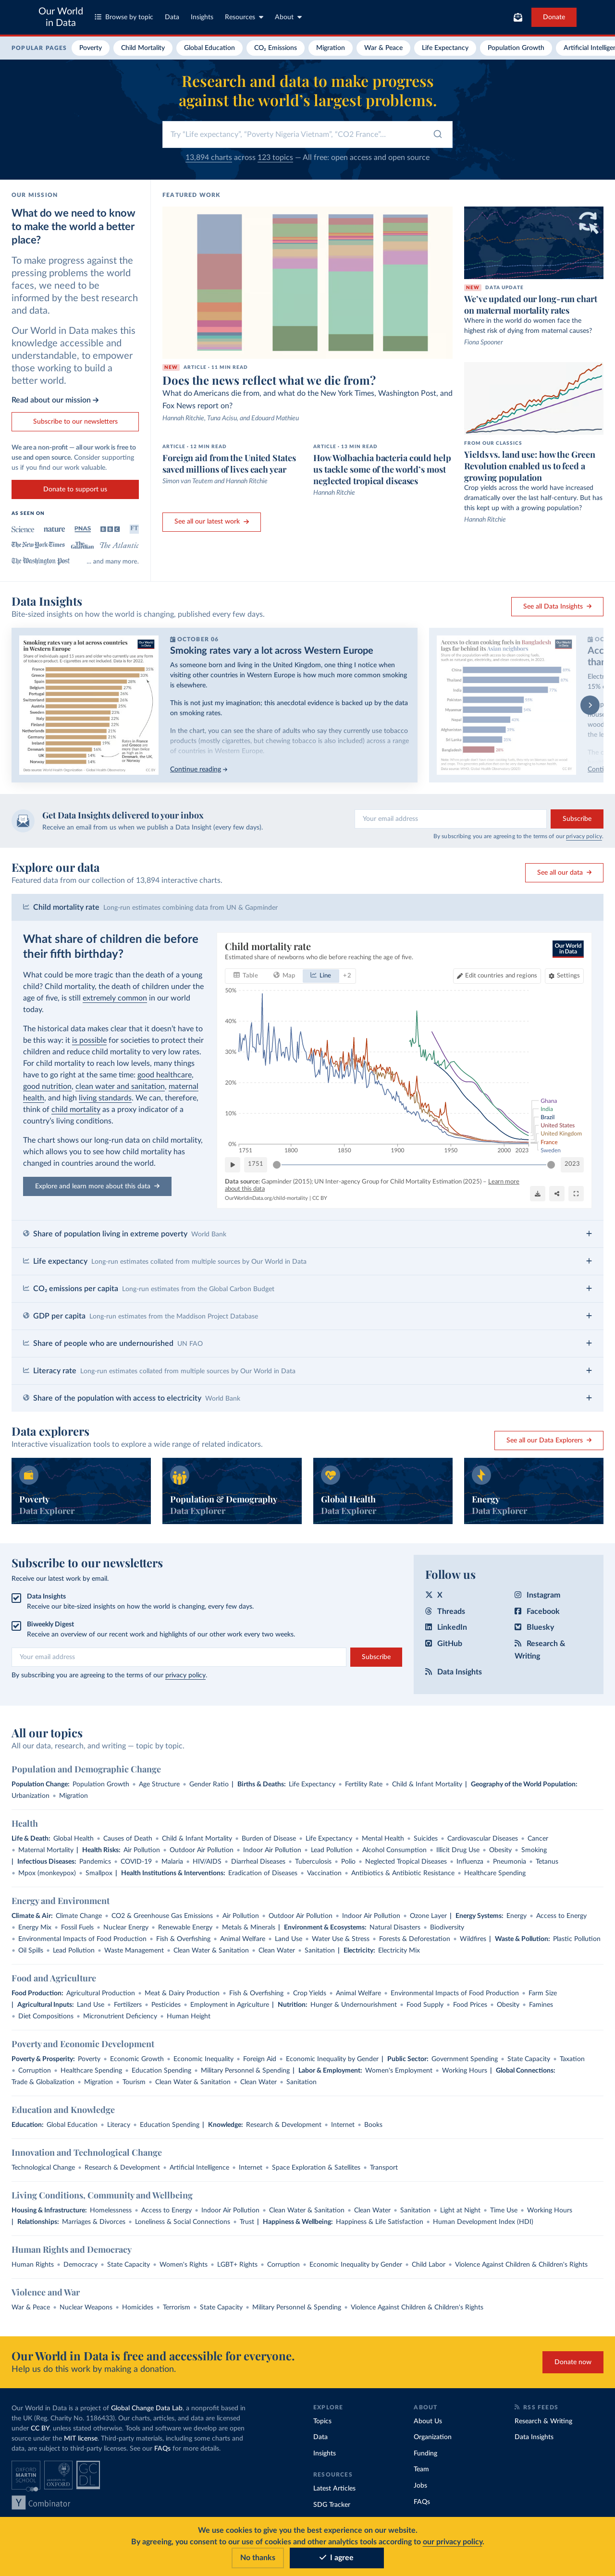 Our World
in Data
Browse by topic
Data
Insights
Resources
About
Donate
POPULAR PAGES
Poverty
Child Mortality
Global Education
CO₂ Emissions
Migration
War & Peace
Life Expectancy
Population Growth
Artificial Intelligen
Research and data to make progress
against the world's largest problems.
Try "Life expectancy", "Poverty Nigeria Vietnam", "CO2 France"...
13,894 charts across 123 topics — All free: open access and open source
OUR MISSION
What do we need to know
to make the world a better
place?
To make progress against the
pressing problems the world
faces, we need to be
informed by the best research
and data.
Our World in Data makes this
knowledge accessible and
understandable, to empower
those working to build a
better world.
Read about our mission →
Subscribe to our newsletters
We are a non-profit — all our work is free to
use and open source. Consider supporting
us if you find our work valuable.
Donate to support us
AS SEEN ON
Science
nature
PNAS
BBC
FT
The New York Times
The Guardian
The Atlantic
The Washington Post
... and many more.
FEATURED WORK
NEW ARTICLE - 11 MIN READ
Does the news reflect what we die from?
What do Americans die from, and what do the New York Times, Washington Post, and
Fox News report on?
Hannah Ritchie, Tuna Acisu, and Edouard Mathieu
ARTICLE - 12 MIN READ
Foreign aid from the United States
saved millions of lives each year
Simon van Teutem and Hannah Ritchie
ARTICLE - 13 MIN READ
How Wolbachia bacteria could help
us tackle some of the world's most
neglected tropical diseases
Hannah Ritchie
See all our latest work →
NEW DATA UPDATE
We've updated our long-run chart
on maternal mortality rates
Where in the world do women face the
highest risk of dying from maternal causes?
Fiona Spooner
FROM OUR CLASSICS
Yields vs. land use: how the Green
Revolution enabled us to feed a
growing population
Crop yields across the world have increased
dramatically over the last half-century. But has
this kept up with a growing population?
Hannah Ritchie
Data Insights
Bite-sized insights on how the world is changing, published every few days.
See all Data Insights →
Smoking rates vary a lot across countries
in Western Europe
France 35%
Greece 33%
Spain 28%
Belgium 27%
Portugal 26%
Switzerland 26%
Austria
Sweden
Italy
Finland
Netherlands
Germany
Ireland
Denmark
UK
Norway
OCTOBER 06
Smoking rates vary a lot across Western Europe
As someone born and living in the United Kingdom, one thing I notice when
visiting other countries in Western Europe is how much more common smoking
is elsewhere.
This is not just my imagination; this anecdotal evidence is backed up by the data
on smoking rates.
In the chart, you can see the share of adults who say they currently use tobacco
products (mostly cigarettes, but chewing tobacco is also included) across a range
of countries in Western Europe.
Continue reading →
Access to clean cooking fuels in Bangladesh
lags far behind its Asian neighbors
China
Thailand
India
Pakistan
Myanmar
Nepal
Afghanistan
Sri Lanka
Bangladesh
Get Data Insights delivered to your inbox
Receive an email from us when we publish a Data Insight (every few days).
Your email address
Subscribe
By subscribing you are agreeing to the terms of our privacy policy.
Explore our data
Featured data from our collection of 13,894 interactive charts.
See all our data →
Child mortality rate Long-run estimates combining data from UN & Gapminder
What share of children die before
their fifth birthday?
What could be more tragic than the death of a young
child? Child mortality, the death of children under the
age of five, is still extremely common in our world
today.
The historical data makes clear that it doesn't have to
be this way: it is possible for societies to protect their
children and reduce child mortality to very low rates.
For child mortality to reach low levels, many things
have to go right at the same time: good healthcare,
good nutrition, clean water and sanitation, maternal
health, and high living standards. We can, therefore,
think of child mortality as a proxy indicator of a
country's living conditions.
The chart shows our long-run data on child mortality,
which allows you to see how child mortality has
changed in countries around the world.
Explore and learn more about this data →
Child mortality rate
Estimated share of newborns who die before reaching the age of five.
Our World
in Data
Table
Map
Line
+2
Edit countries and regions
Settings
50%
40%
30%
20%
10%
0%
1751
1800
1850
1900
1950
2000
2023
Ghana
India
Brazil
United States
United Kingdom
France
Sweden
1751
2023
Data source: Gapminder (2015); UN Inter-agency Group for Child Mortality Estimation (2025) – Learn more
about this data
OurWorldinData.org/child-mortality | CC BY
Share of population living in extreme poverty World Bank
Life expectancy Long-run estimates collated from multiple sources by Our World in Data
CO₂ emissions per capita Long-run estimates from the Global Carbon Budget
GDP per capita Long-run estimates from the Maddison Project Database
Share of people who are undernourished UN FAO
Literacy rate Long-run estimates collated from multiple sources by Our World in Data
Share of the population with access to electricity World Bank
Data explorers
Interactive visualization tools to explore a wide range of related indicators.
See all our Data Explorers →
Poverty
Data Explorer
Population & Demography
Data Explorer
Global Health
Data Explorer
Energy
Data Explorer
Subscribe to our newsletters
Receive our latest work by email.
Data Insights
Receive our bite-sized insights on how the world is changing, every few days.
Biweekly Digest
Receive an overview of our recent work and highlights of our other work every two weeks.
Your email address
Subscribe
By subscribing you are agreeing to the terms of our privacy policy.
Follow us
X
Instagram
Threads
Facebook
LinkedIn
Bluesky
GitHub
Research &
Writing
Data Insights
All our topics
All our data, research, and writing — topic by topic.
Population and Demographic Change
Population Change: Population Growth • Age Structure • Gender Ratio | Births & Deaths: Life Expectancy • Fertility Rate • Child & Infant Mortality | Geography of the World Population:
Urbanization • Migration
Health
Life & Death: Global Health • Causes of Death • Child & Infant Mortality • Burden of Disease • Life Expectancy • Mental Health • Suicides • Cardiovascular Diseases • Cancer
• Maternal Mortality | Health Risks: Air Pollution • Outdoor Air Pollution • Indoor Air Pollution • Lead Pollution • Alcohol Consumption • Illicit Drug Use • Obesity • Smoking
| Infectious Diseases: Pandemics • COVID-19 • Malaria • HIV/AIDS • Diarrheal Diseases • Tuberculosis • Polio • Neglected Tropical Diseases • Influenza • Pneumonia • Tetanus
• Mpox (monkeypox) • Smallpox | Health Institutions & Interventions: Eradication of Diseases • Vaccination • Antibiotics & Antibiotic Resistance • Healthcare Spending
Energy and Environment
Climate & Air: Climate Change • CO2 & Greenhouse Gas Emissions • Air Pollution • Outdoor Air Pollution • Indoor Air Pollution • Ozone Layer | Energy Systems: Energy • Access to Energy
• Energy Mix • Fossil Fuels • Nuclear Energy • Renewable Energy • Metals & Minerals | Environment & Ecosystems: Natural Disasters • Biodiversity
• Environmental Impacts of Food Production • Fish & Overfishing • Animal Welfare • Land Use • Water Use & Stress • Forests & Deforestation • Wildfires | Waste & Pollution: Plastic Pollution
• Oil Spills • Lead Pollution • Waste Management • Clean Water & Sanitation • Clean Water • Sanitation | Electricity: Electricity Mix
Food and Agriculture
Food Production: Agricultural Production • Meat & Dairy Production • Fish & Overfishing • Crop Yields • Animal Welfare • Environmental Impacts of Food Production • Farm Size
| Agricultural Inputs: Land Use • Fertilizers • Pesticides • Employment in Agriculture | Nutrition: Hunger & Undernourishment • Food Supply • Food Prices • Obesity • Famines
• Diet Compositions • Micronutrient Deficiency • Human Height
Poverty and Economic Development
Poverty & Prosperity: Poverty • Economic Growth • Economic Inequality • Foreign Aid • Economic Inequality by Gender | Public Sector: Government Spending • State Capacity • Taxation
• Corruption • Healthcare Spending • Education Spending • Military Personnel & Spending | Labor & Employment: Women's Employment • Working Hours | Global Connections:
Trade & Globalization • Migration • Tourism • Clean Water & Sanitation • Clean Water • Sanitation
Education and Knowledge
Education: Global Education • Literacy • Education Spending | Knowledge: Research & Development • Internet • Books
Innovation and Technological Change
Technological Change • Research & Development • Artificial Intelligence • Internet • Space Exploration & Satellites • Transport
Living Conditions, Community and Wellbeing
Housing & Infrastructure: Homelessness • Access to Energy • Indoor Air Pollution • Clean Water & Sanitation • Clean Water • Sanitation • Light at Night • Time Use • Working Hours
| Relationships: Marriages & Divorces • Loneliness & Social Connections • Trust | Happiness & Wellbeing: Happiness & Life Satisfaction • Human Development Index (HDI)
Human Rights and Democracy
Human Rights • Democracy • State Capacity • Women's Rights • LGBT+ Rights • Corruption • Economic Inequality by Gender • Child Labor • Violence Against Children & Children's Rights
Violence and War
War & Peace • Nuclear Weapons • Homicides • Terrorism • State Capacity • Military Personnel & Spending • Violence Against Children & Children's Rights
Our World in Data is free and accessible for everyone.
Help us do this work by making a donation.
Donate now
Our World in Data is a project of Global Change Data Lab, a nonprofit based in
the UK (Reg. Charity No. 1186433). Our charts, articles, and data are licensed
under CC BY, unless stated otherwise. Tools and software we develop are open
source under the MIT license. Third-party materials, including some charts and
data, are subject to third-party licenses. See our FAQs for more details.
OXFORD
MARTIN
SCHOOL
UNIVERSITY OF
OXFORD
GCDL
Y Combinator
EXPLORE
Topics
Data
Insights
RESOURCES
Latest Articles
SDG Tracker
ABOUT
About Us
Organization
Funding
Team
Jobs
FAQs
RSS FEEDS
Research & Writing
Data Insights
We use cookies to give you the best experience on our website.
By agreeing, you consent to our use of cookies and other analytics tools according to our privacy policy.
No thanks
I agree